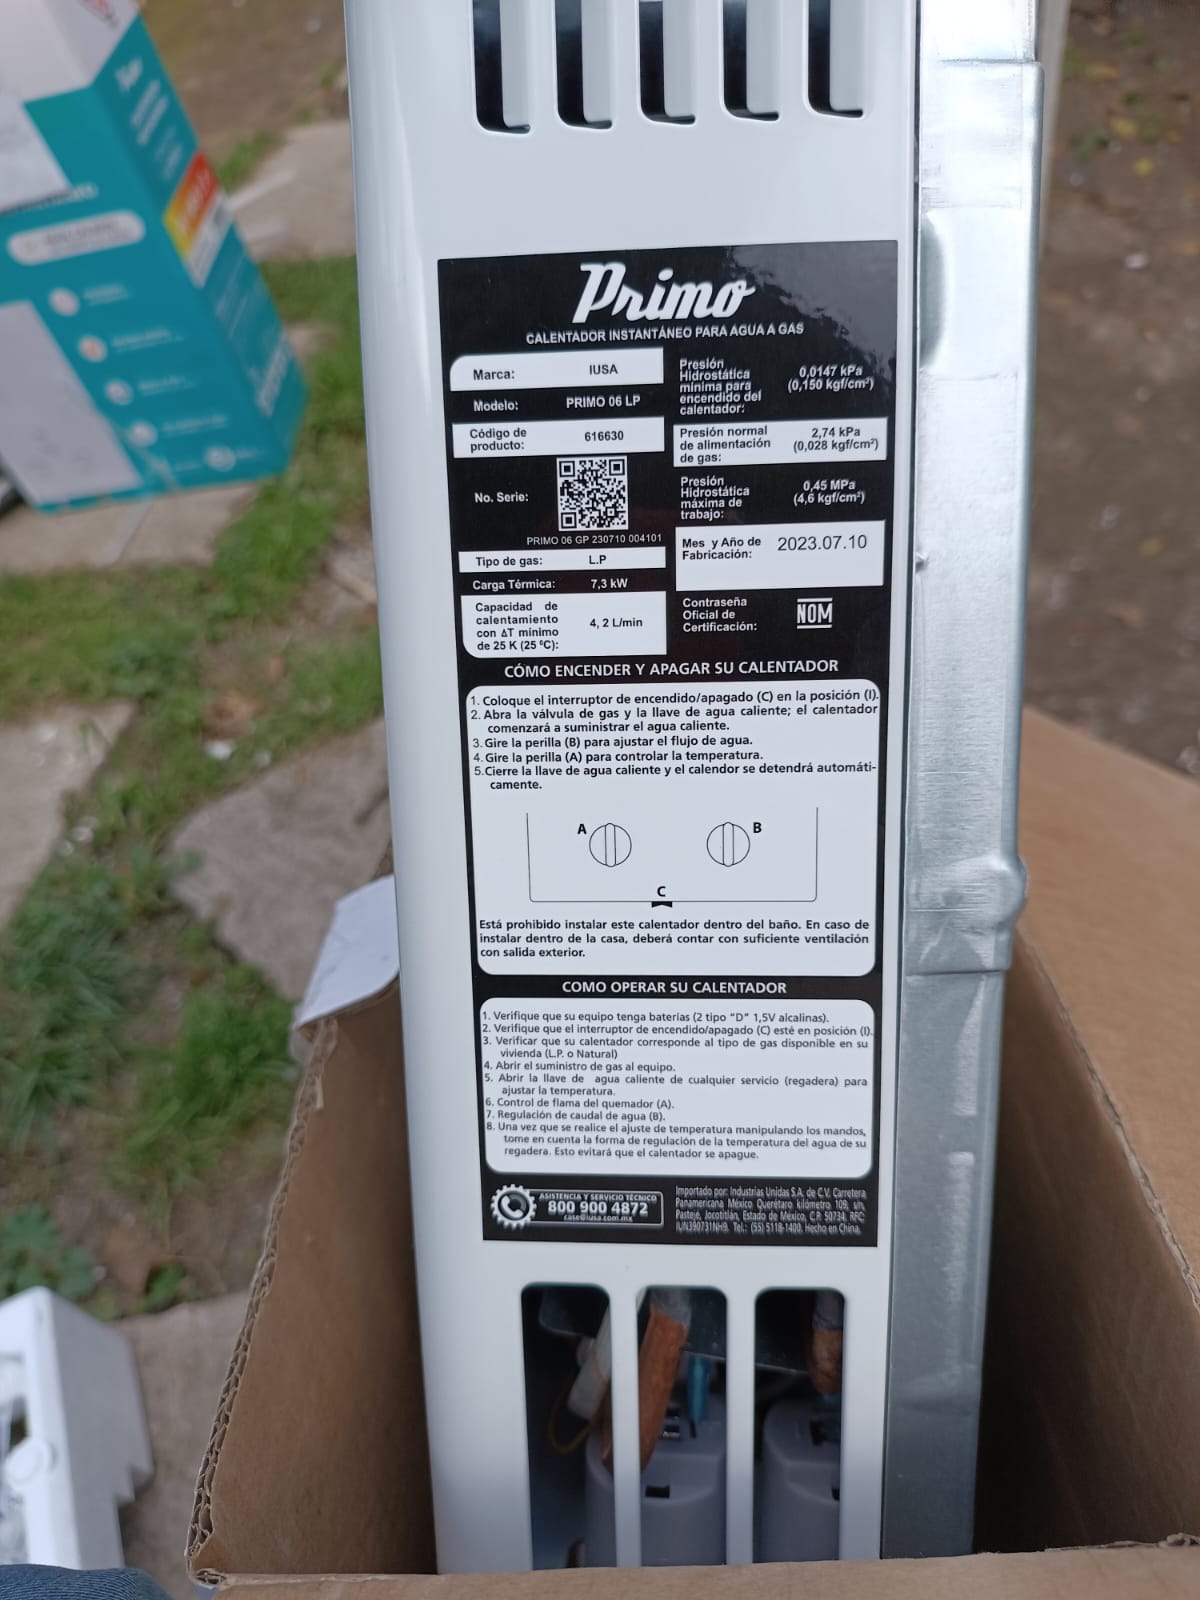 Primo
CALENTADOR INSTANTÁNEO PARA AGUA A GAS
Marca: IUSA
Modelo: PRIMO 06 LP
Código de
producto: 616630
No. Serie:
PRIMO 06 GP 230710 004101
Tipo de gas: L.P
Carga Térmica: 7,3 kW
Capacidad de
calentamiento
con ΔT mínimo
de 25 K (25 °C): 4, 2 L/min
Presión
Hidrostática
mínima para
encendido del
calentador:
0,0147 kPa
(0,150 kgf/cm²)
Presión normal
de alimentación
de gas:
2,74 kPa
(0,028 kgf/cm²)
Presión
Hidrostática
máxima de
trabajo:
0,45 MPa
(4,6 kgf/cm²)
Mes y Año de
Fabricación:
2023.07.10
Contraseña
Oficial de
Certificación:
NOM
CÓMO ENCENDER Y APAGAR SU CALENTADOR
1. Coloque el interruptor de encendido/apagado (C) en la posición (I).
2. Abra la válvula de gas y la llave de agua caliente; el calentador
comenzará a suministrar el agua caliente.
3. Gire la perilla (B) para ajustar el flujo de agua.
4. Gire la perilla (A) para controlar la temperatura.
5.Cierre la llave de agua caliente y el calendor se detendrá automáti-
camente.
A
B
C
Está prohibido instalar este calentador dentro del baño. En caso de
instalar dentro de la casa, deberá contar con suficiente ventilación
con salida exterior.
COMO OPERAR SU CALENTADOR
1. Verifique que su equipo tenga baterias (2 tipo "D" 1,5V alcalinas).
2. Verifique que el interruptor de encendido/apagado (C) esté en posición (I).
3. Verificar que su calentador corresponde al tipo de gas disponible en su
vivienda (L.P. o Natural)
4. Abrir el suministro de gas al equipo.
5. Abrir la llave de agua caliente de cualquier servicio (regadera) para
ajustar la temperatura.
6. Control de flama del quemador (A).
7. Regulación de caudal de agua (B).
8. Una vez que se realice el ajuste de temperatura manipulando los mandos,
tome en cuenta la forma de regulación de la temperatura del agua de su
regadera. Esto evitará que el calentador se apague.
ASISTENCIA Y SERVICIO TÉCNICO
800 900 4872
case@iusa.com.mx
Importado por: Industrias Unidas S.A. de C.V. Carretera
Panamericana México Querétaro kilómetro 109, s/n,
Pastejé, Jocotitlán, Estado de México, C.P. 50734. RFC:
IUN390731NH9. Tel.: (55) 5118-1400. Hecho en China.